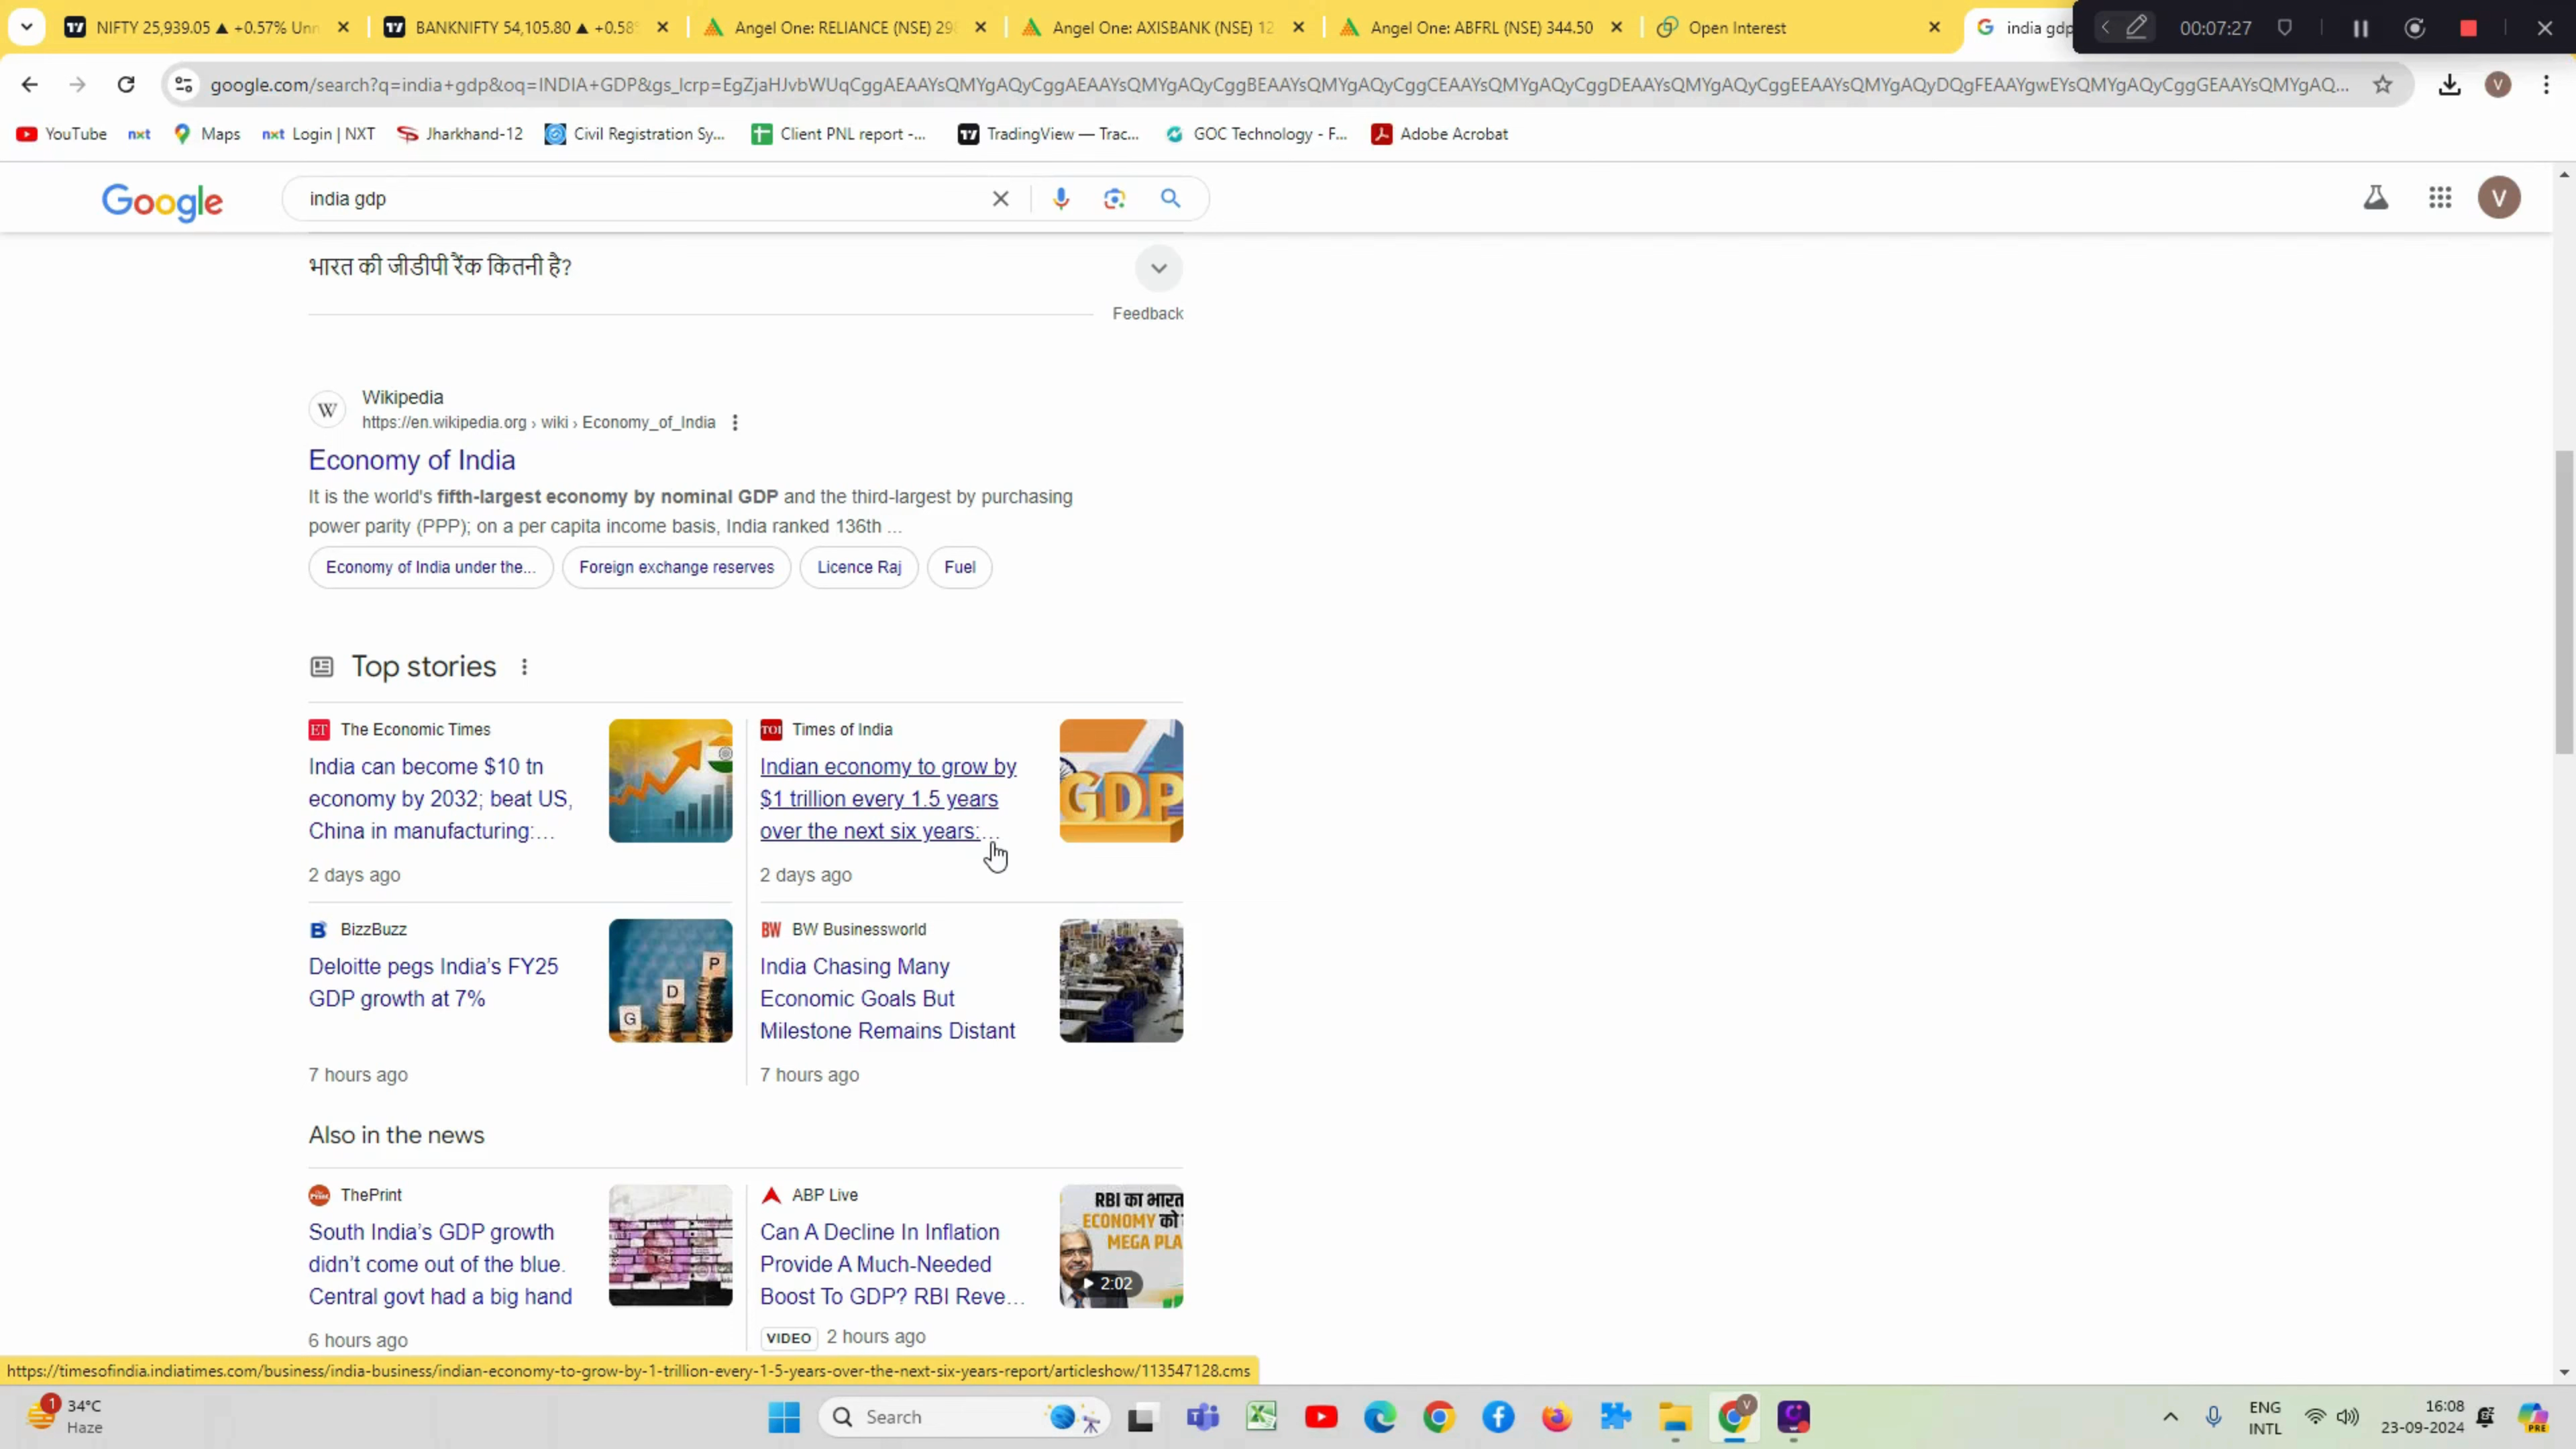 NIFTY 25,939.05 ▲ +0.57% Unn
BANKNIFTY 54,105.80 ▲ +0.58%
Angel One: RELIANCE (NSE) 298
Angel One: AXISBANK (NSE) 12
Angel One: ABFRL (NSE) 344.50
Open Interest
india gdp
00:07:27
google.com/search?q=india+gdp&oq=INDIA+GDP&gs_lcrp=EgZjaHJvbWUqCggAEAAYsQMYgAQyCggAEAAYsQMYgAQyCggBEAAYsQMYgAQyCggCEAAYsQMYgAQyCggDEAAYsQMYgAQyCggEEAAYsQMYgAQyDQgFEAAYgwEYsQMYgAQyCggGEAAYsQMYgAQ...
V
YouTube
nxt
Maps
nxt Login | NXT
Jharkhand-12
Civil Registration Sy...
Client PNL report -...
TradingView — Trac...
GOC Technology - F...
Adobe Acrobat
Google
india gdp
V
भारत की जीडीपी रैंक कितनी है?
Feedback
W
Wikipedia
https://en.wikipedia.org › wiki › Economy_of_India
Economy of India
It is the world's fifth-largest economy by nominal GDP and the third-largest by purchasing
power parity (PPP); on a per capita income basis, India ranked 136th ...
Economy of India under the...
Foreign exchange reserves
Licence Raj
Fuel
Top stories
ET The Economic Times
India can become $10 tn
economy by 2032; beat US,
China in manufacturing:...
2 days ago
TOI Times of India
Indian economy to grow by
$1 trillion every 1.5 years
over the next six years:...
2 days ago
GDP
B BizzBuzz
Deloitte pegs India's FY25
GDP growth at 7%
7 hours ago
G D P
BW BW Businessworld
India Chasing Many
Economic Goals But
Milestone Remains Distant
7 hours ago
Also in the news
ThePrint
South India's GDP growth
didn't come out of the blue.
Central govt had a big hand
6 hours ago
ABP Live
Can A Decline In Inflation
Provide A Much-Needed
Boost To GDP? RBI Reve...
VIDEO 2 hours ago
RBI का भारत
ECONOMY को
MEGA PLA
2:02
https://timesofindia.indiatimes.com/business/india-business/indian-economy-to-grow-by-1-trillion-every-1-5-years-over-the-next-six-years-report/articleshow/113547128.cms
1
34°C
Haze
Search
V
ENG
INTL
16:08
23-09-2024
PRE